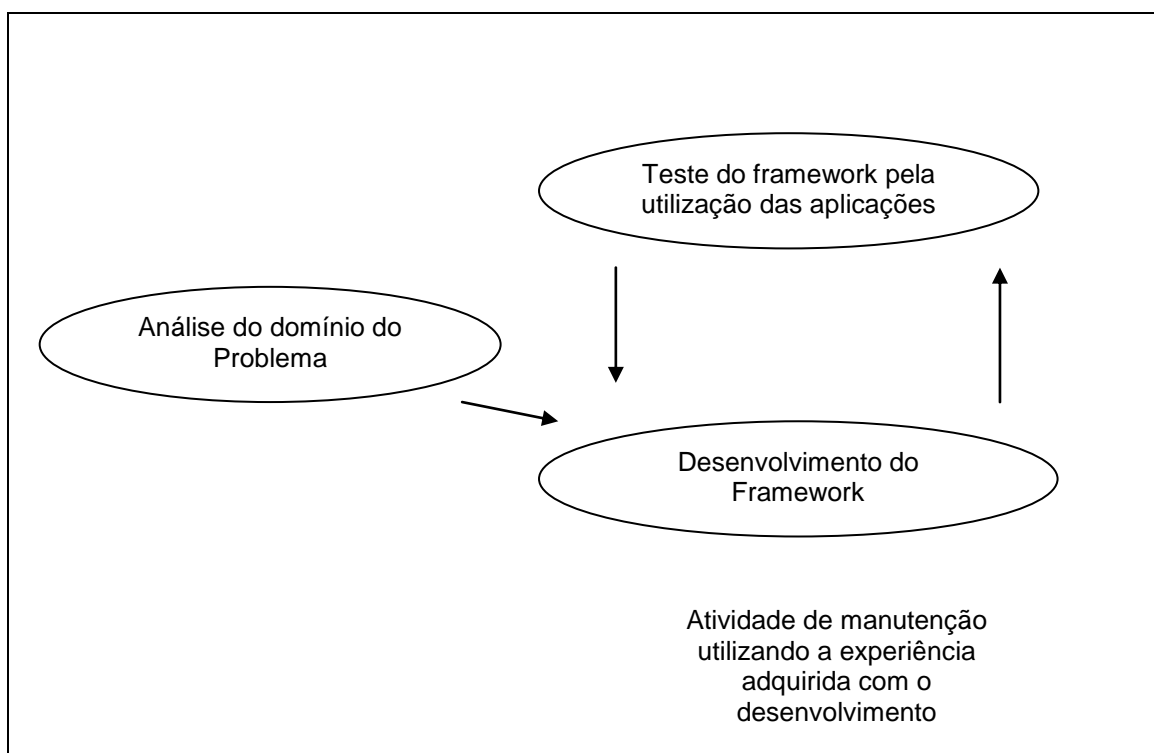 Teste do framework pela
utilização das aplicações
Análise do domínio do
Problema
Desenvolvimento do
Framework
Atividade de manutenção
utilizando a experiência
adquirida com o
desenvolvimento